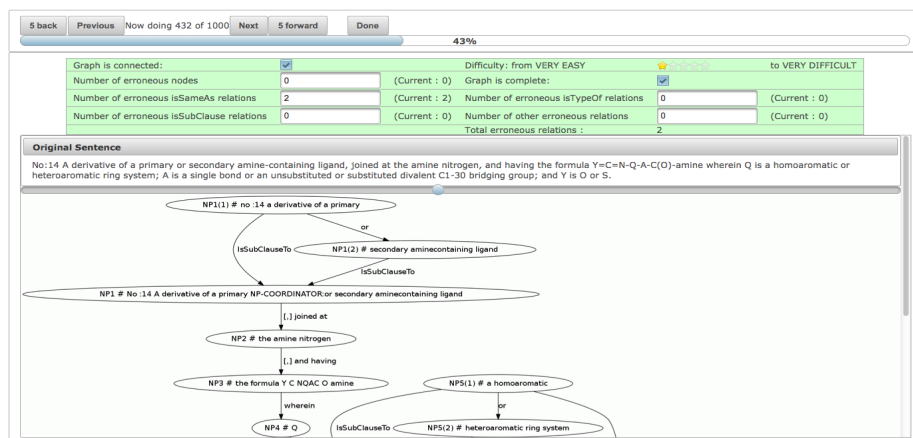 5 back Previous Now doing 432 of 1000 Next 5 forward Done
43%
Graph is connected: Difficulty: from VERY EASY to VERY DIFFICULT
Number of erroneous nodes 0 (Current : 0) Graph is complete:
Number of erroneous isSameAs relations 2 (Current : 2) Number of erroneous isTypeOf relations 0 (Current : 0)
Number of erroneous isSubClause relations 0 (Current : 0) Number of other erroneous relations 0 (Current : 0)
Total erroneous relations : 2
Original Sentence
No:14 A derivative of a primary or secondary amine-containing ligand, joined at the amine nitrogen, and having the formula Y=C=N-Q-A-C(O)-amine wherein Q is a homoaromatic or
heteroaromatic ring system; A is a single bond or an unsubstituted or substituted divalent C1-30 bridging group; and Y is O or S.
NP1(1) # no :14 a derivative of a primary
or
IsSubClauseTo NP1(2) # secondary aminecontaining ligand
IsSubClauseTo
NP1 # No :14 A derivative of a primary NP-COORDINATOR:or secondary aminecontaining ligand
[,] joined at
NP2 # the amine nitrogen
[,] and having
NP3 # the formula Y C NQAC O amine NP5(1) # a homoaromatic
wherein or
NP4 # Q IsSubClauseTo NP5(2) # heteroaromatic ring system